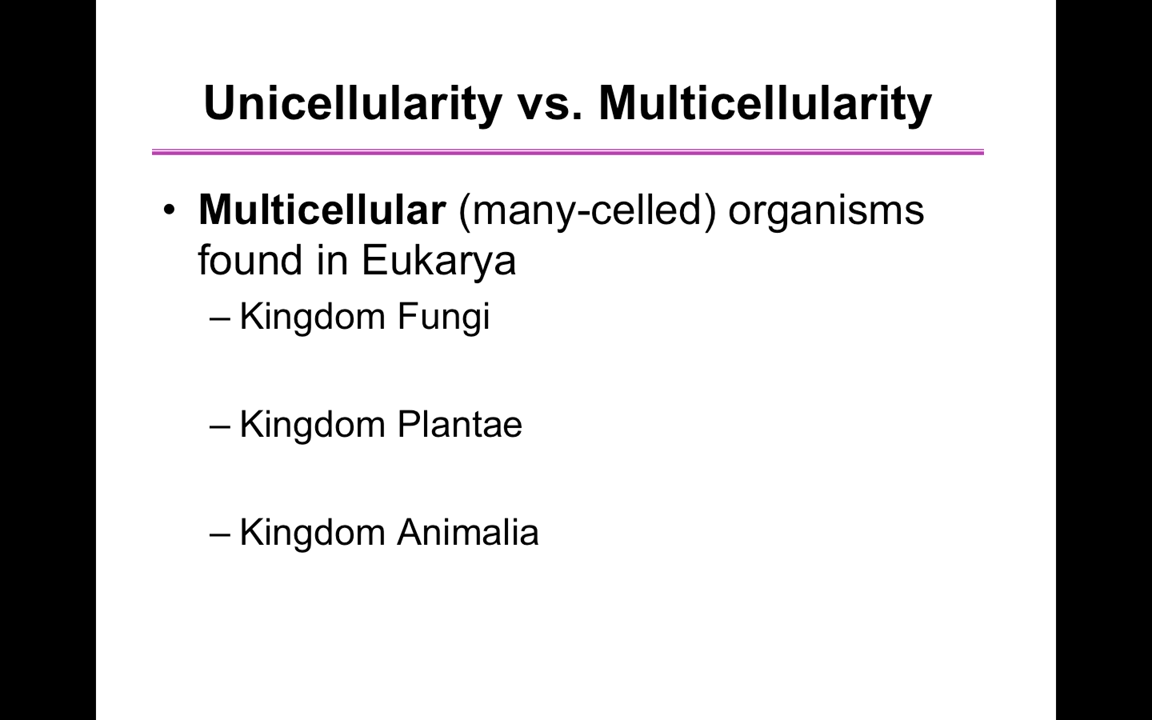 Unicellularity vs. Multicellularity
• Multicellular (many-celled) organisms
found in Eukarya
– Kingdom Fungi
– Kingdom Plantae
– Kingdom Animalia